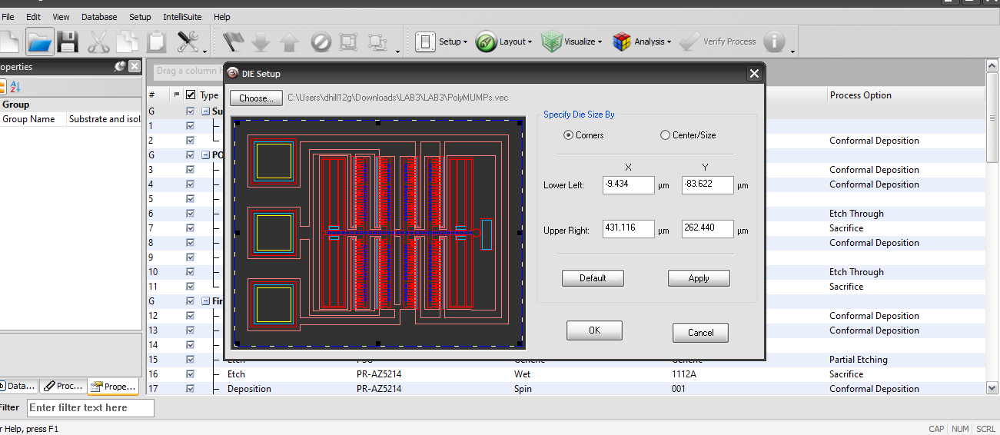 File Edit View Database Setup IntelliSuite Help
Setup Layout Visualize Analysis Verify Process
operties
Group
Group Name Substrate and isol
Data... Proc... Prope...
Filter Enter filter text here
Drag a column
# Type Process Option
G Su
1
2 Conformal Deposition
G PO
3 Conformal Deposition
4 Conformal Deposition
5
6 Etch Through
7 Sacrifice
8 Conformal Deposition
9
10 Etch Through
11 Sacrifice
G Fir
12 Conformal Deposition
13 Conformal Deposition
14
15 Etch PSG Generic Generic Partial Etching
16 Etch PR-AZ5214 Wet 1112A Sacrifice
17 Deposition PR-AZ5214 Spin 001 Conformal Deposition
DIE Setup
Choose... C:\Users\dhill12g\Downloads\LAB3\LAB3\PolyMUMPs.vec
Specify Die Size By
Corners Center/Size
X Y
Lower Left: -9.434 µm -83.622 µm
Upper Right: 431.116 µm 262.440 µm
Default Apply
OK Cancel
r Help, press F1
CAP NUM SCRL